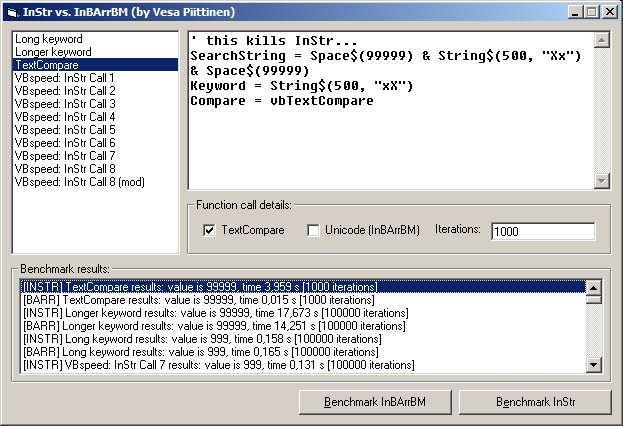 InStr vs. InBArrBM (by Vesa Piittinen)
Long keyword
Longer keyword
TextCompare
VBspeed: InStr Call 1
VBspeed: InStr Call 2
VBspeed: InStr Call 3
VBspeed: InStr Call 4
VBspeed: InStr Call 5
VBspeed: InStr Call 6
VBspeed: InStr Call 7
VBspeed: InStr Call 8
VBspeed: InStr Call 8 (mod)
' this kills InStr...
SearchString = Space$(99999) & String$(500, "Xx")
& Space$(99999)
Keyword = String$(500, "xX")
Compare = vbTextCompare
Function call details:
TextCompare
Unicode (InBArrBM)
Iterations:
1000
Benchmark results:
[INSTR] TextCompare results: value is 99999, time 3,959 s [1000 iterations]
[BARR] TextCompare results: value is 99999, time 0,015 s [1000 iterations]
[INSTR] Longer keyword results: value is 99999, time 17,673 s [100000 iterations]
[BARR] Longer keyword results: value is 99999, time 14,251 s [100000 iterations]
[INSTR] Long keyword results: value is 999, time 0,158 s [100000 iterations]
[BARR] Long keyword results: value is 999, time 0,165 s [100000 iterations]
[INSTR] VBspeed: InStr Call 7 results: value is 999, time 0,131 s [100000 iterations]
Benchmark InBArrBM
Benchmark InStr